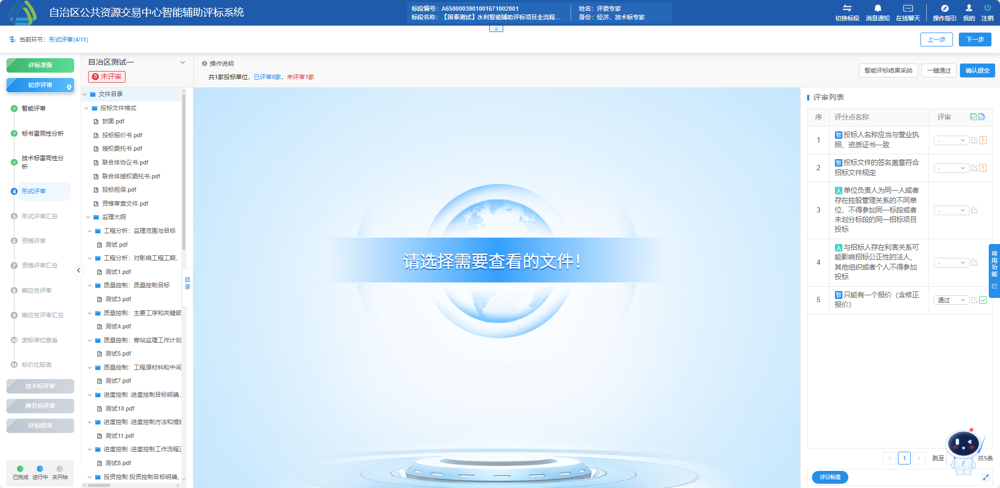 自治区公共资源交易中心智能辅助评标系统
标段编号：A6500003901001671002001
标段名称：【国泰测试】水利智能辅助评标项目全流程...
姓名：评委专家
身份：经济、技术标专家
切换标段
消息通知
在线聊天
操作指引
我的
注销
当前环节：形式评审(4/11)
上一步
下一步
评标准备
初步评审
智能评审
标书雷同性分析
技术标雷同性分
析
4 形式评审
5 形式评审汇总
6 资格评审
7 资格评审汇总
8 响应性评审
9 响应性评审汇总
10 废标单位查看
11 标价比较表
技术标评审
商务标评审
评标结束
已完成
进行中
未开始
自治区测试一
5 未评审
文件目录
投标文件格式
封面.pdf
投标报价书.pdf
授权委托书.pdf
联合体协议书.pdf
联合体授权委托书.pdf
投标担保.pdf
资格审查文件.pdf
监理大纲
工程分析：监理范围与目标
测试.pdf
工程分析：对影响工程工期、
测试1.pdf
质量控制：质量控制目标
测试3.pdf
质量控制：主要工序和关键部
测试4.pdf
质量控制：旁站监理工作计划
测试5.pdf
质量控制：工程原材料和中间
测试7.pdf
进度控制:进度控制目标明确，
测试10.pdf
进度控制:进度控制方法和措施
测试11.pdf
进度控制:进度控制工作流程正
测试8.pdf
投资控制:投资控制目标明确、
目录
操作说明
共1家投标单位，已评审0家，未评审1家
智能评标结果采纳
一键通过
确认提交
请选择需要查看的文件！
评审列表
序
评分点名称
评审
1
智 投标人名称应当与营业执
照、资质证书一致
-
2
智 投标文件的签名盖章符合
招标文件规定
-
3
人 单位负责人为同一人或者
存在控股管理关系的不同单
位，不得参加同一标段或者
未划分标段的同一招标项目
投标
-
4
人 与招标人存在利害关系可
能影响招标公正性的法人、
其他组织或者个人不得参加
投标
-
5
智 只能有一个报价（含修正
报价）
通过
常用功能
1
跳至
共5条
E
评分标准